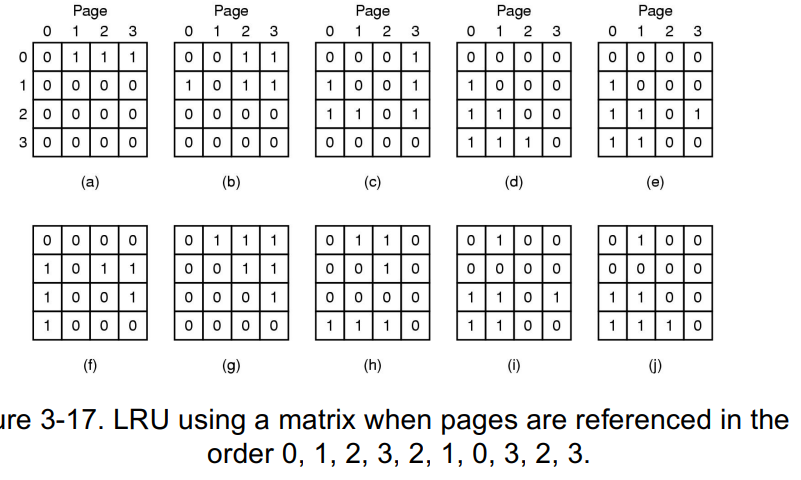 Page Page Page Page Page
0 1 2 3 0 1 2 3 0 1 2 3 0 1 2 3 0 1 2 3
0 0 1 1 1 0 0 1 1 0 0 0 1 0 0 0 0 0 0 0 0
1 0 0 0 0 1 0 1 1 1 0 0 1 1 0 0 0 1 0 0 0
2 0 0 0 0 0 0 0 0 1 1 0 1 1 1 0 0 1 1 0 1
3 0 0 0 0 0 0 0 0 0 0 0 0 1 1 1 0 1 1 0 0
(a) (b) (c) (d) (e)
0 0 0 0 0 1 1 1 0 1 1 0 0 1 0 0 0 1 0 0
1 0 1 1 0 0 1 1 0 0 1 0 0 0 0 0 0 0 0 0
1 0 0 1 0 0 0 1 0 0 0 0 1 1 0 1 1 1 0 0
1 0 0 0 0 0 0 0 1 1 1 0 1 1 0 0 1 1 1 0
(f) (g) (h) (i) (j)
ure 3-17. LRU using a matrix when pages are referenced in the
order 0, 1, 2, 3, 2, 1, 0, 3, 2, 3.